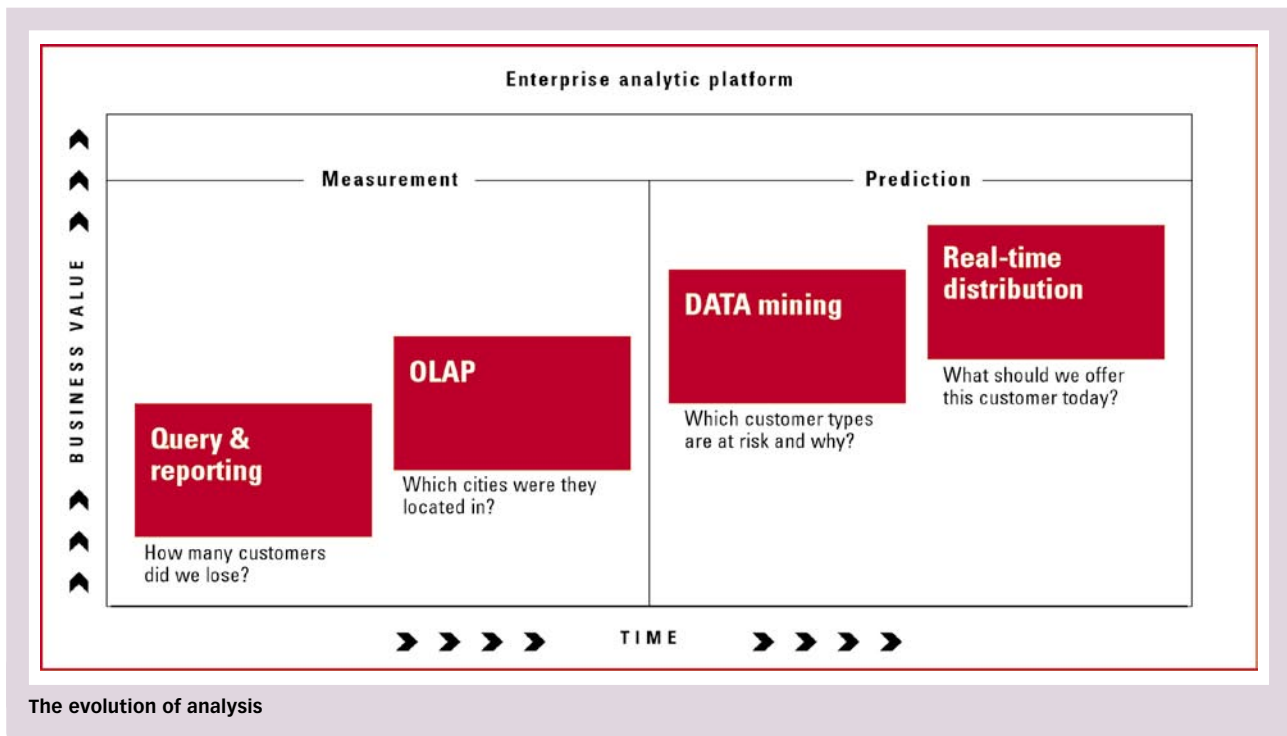 Enterprise analytic platform
Measurement
Prediction
BUSINESS VALUE
Query &
reporting
How many customers
did we lose?
OLAP
Which cities were they
located in?
DATA mining
Which customer types
are at risk and why?
Real-time
distribution
What should we offer
this customer today?
TIME
The evolution of analysis